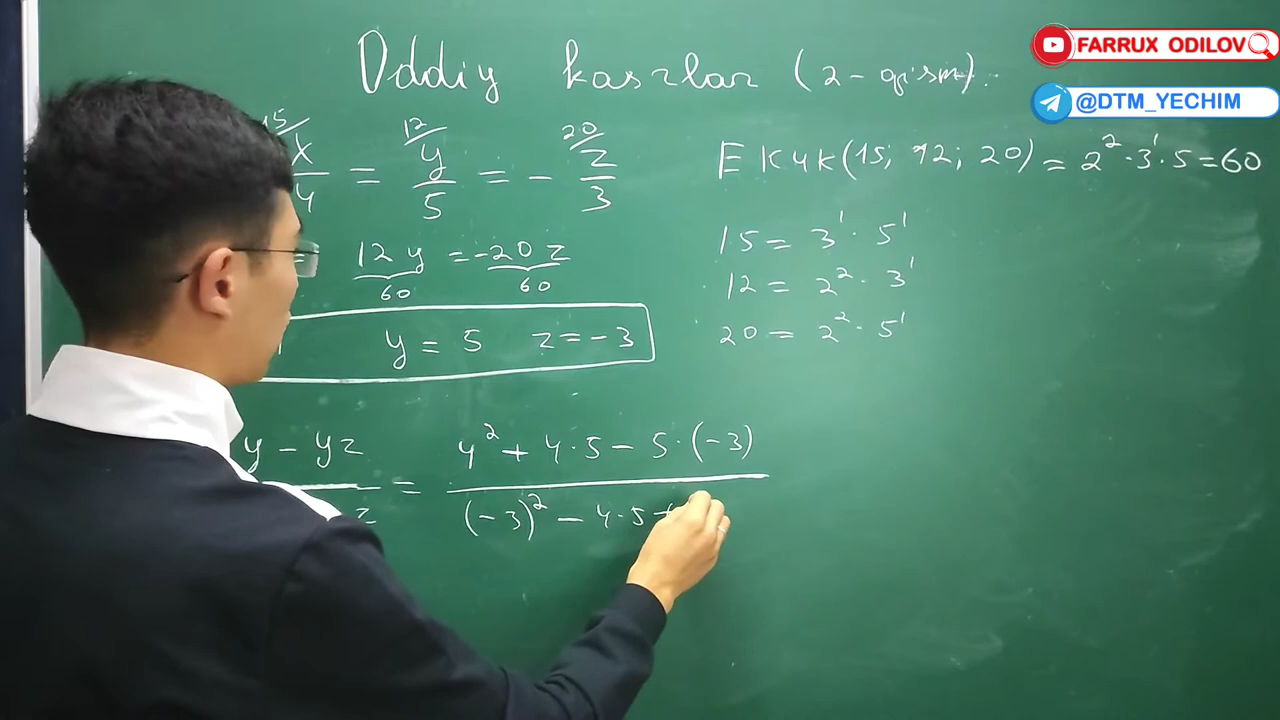 Oddiy kasrlar (2-qism).
FARRUX ODILOV
@DTM_YECHIM
15/ 12/ 20/
x/4 = y/5 = - z/3
EKUK(15; 12; 20) = 2² · 3¹ · 5 = 60
15 = 3¹ · 5¹
= 12y = -20z
60 60
12 = 2² · 3¹
20 = 2² · 5¹
y = 5 z = -3
y - yz = 4² + 4·5 - 5·(-3)
z (-3)² - 4·5 +